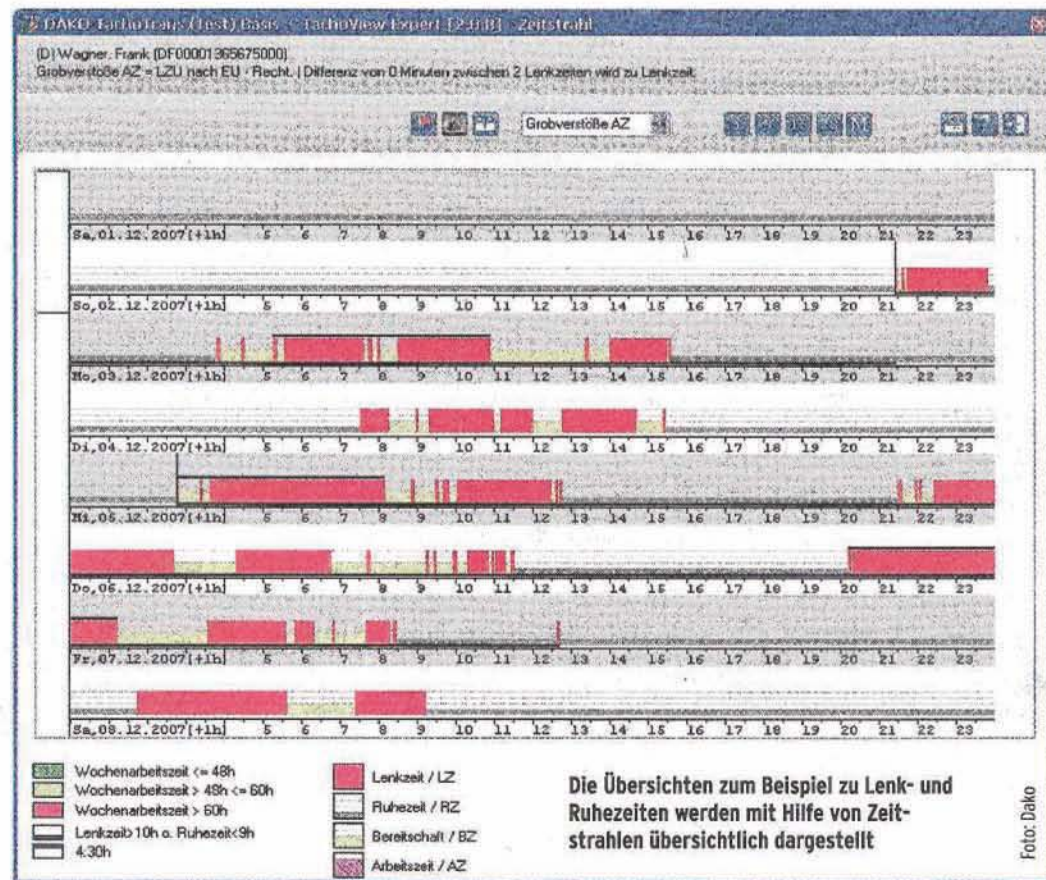 DAKO TachoTrans (Test) Basis - TachoView Expert [2.0.8] - Zeitstrahl
(D) Wagner, Frank (DF00001365675000)
Grobverstöße AZ = LZU nach EU - Recht. | Differenz von 0 Minuten zwischen 2 Lenkzeiten wird zu Lenkzeit.
Grobverstöße AZ
Sa,01.12.2007[+1h] 5 6 7 8 9 10 11 12 13 14 15 16 17 18 19 20 21 22 23
So,02.12.2007[+1h] 5 6 7 8 9 10 11 12 13 14 15 16 17 18 19 20 21 22 23
Mo,03.12.2007[+1h] 5 6 7 8 9 10 11 12 13 14 15 16 17 18 19 20 21 22 23
Di,04.12.2007[+1h] 5 6 7 8 9 10 11 12 13 14 15 16 17 18 19 20 21 22 23
Mi,05.12.2007[+1h] 5 6 7 8 9 10 11 12 13 14 15 16 17 18 19 20 21 22 23
Do,06.12.2007[+1h] 5 6 7 8 9 10 11 12 13 14 15 16 17 18 19 20 21 22 23
Fr,07.12.2007[+1h] 5 6 7 8 9 10 11 12 13 14 15 16 17 18 19 20 21 22 23
Sa,08.12.2007[+1h] 5 6 7 8 9 10 11 12 13 14 15 16 17 18 19 20 21 22 23
Wochenarbeitszeit <= 48h
Wochenarbeitszeit > 48h <= 60h
Wochenarbeitszeit > 60h
Lenkzeit>10h o. Ruhezeit<9h
4:30h
Lenkzeit / LZ
Ruhezeit / RZ
Bereitschaft / BZ
Arbeitszeit / AZ
Die Übersichten zum Beispiel zu Lenk- und
Ruhezeiten werden mit Hilfe von Zeit-
strahlen übersichtlich dargestellt
Foto: Dako